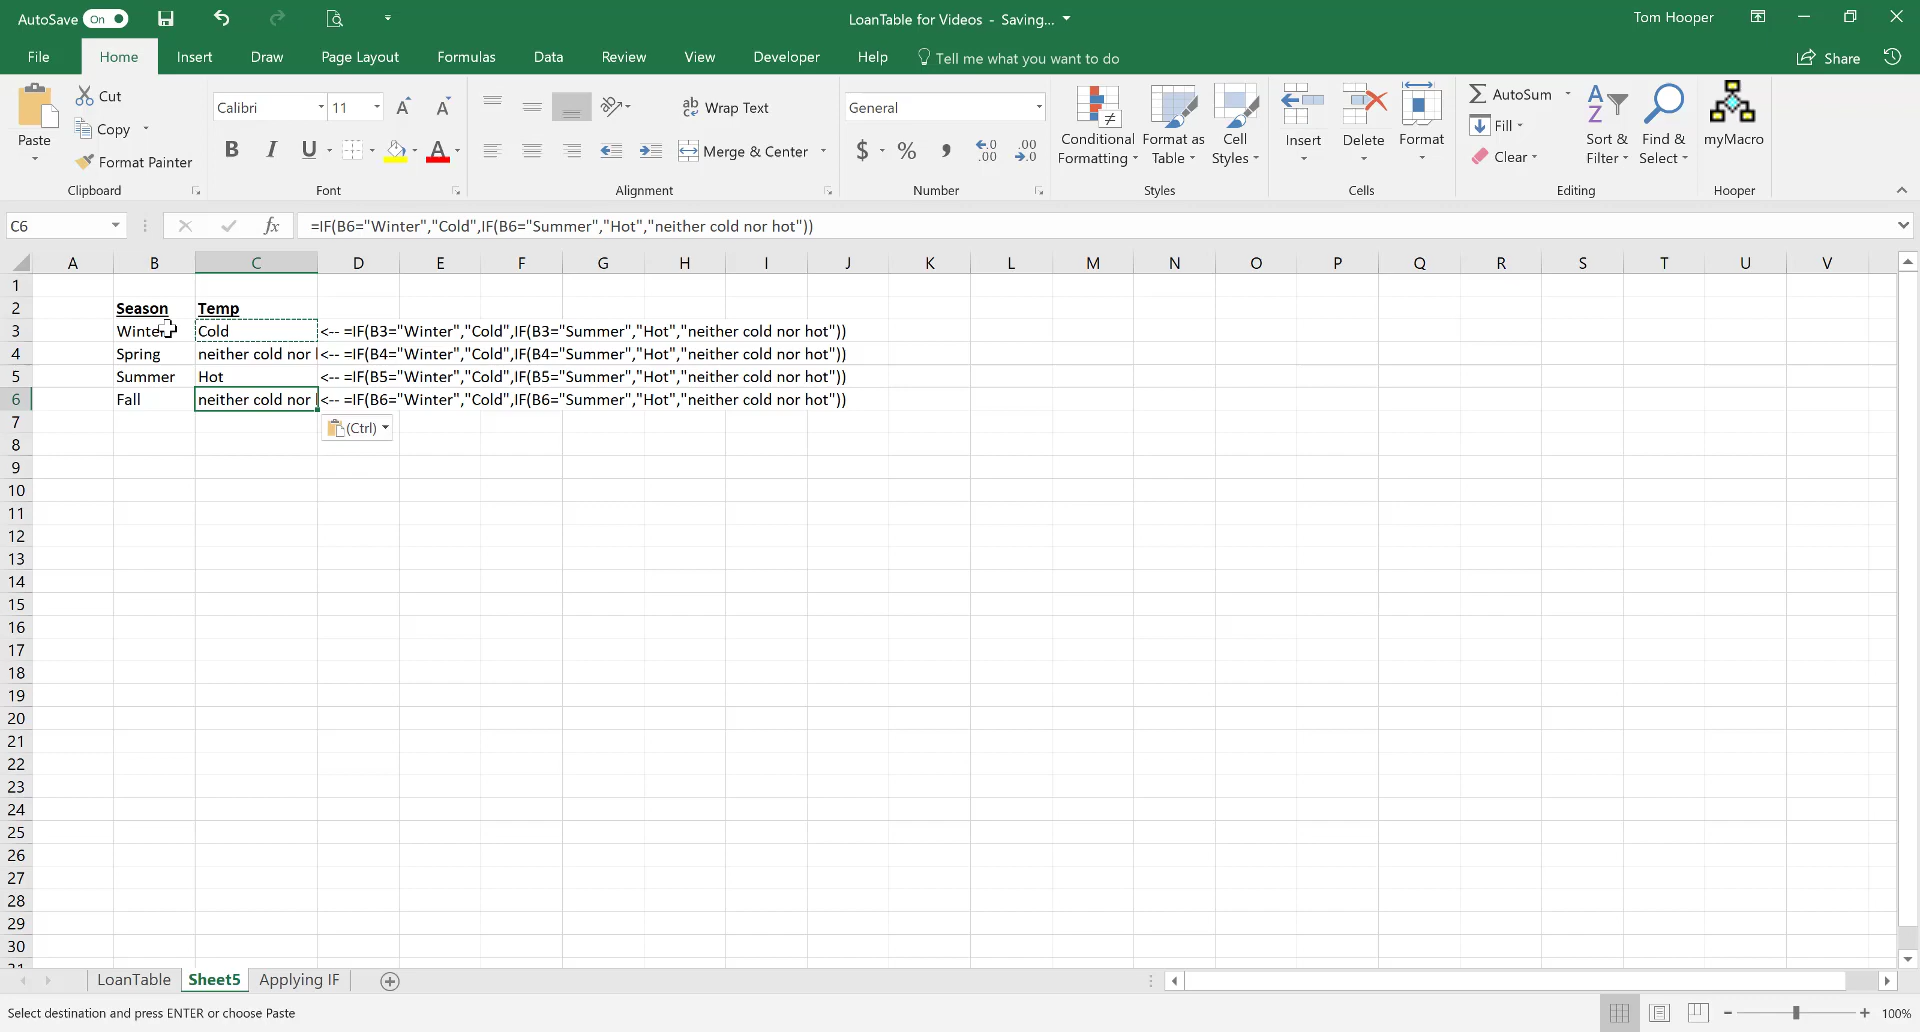 AutoSave On
LoanTable for Videos - Saving...
Tom Hooper
File Home Insert Draw Page Layout Formulas Data Review View Developer Help Tell me what you want to do Share
Paste
Cut
Copy
Format Painter
Clipboard
Calibri 11
B I U
Font
Wrap Text
Merge & Center
Alignment
General
$ % ,
Number
Conditional Formatting
Format as Table
Cell Styles
Styles
Insert
Delete
Format
Cells
AutoSum
Fill
Clear
Sort & Filter
Find & Select
Editing
myMacro
Hooper
C6 fx =IF(B6="Winter","Cold",IF(B6="Summer","Hot","neither cold nor hot"))
A B C D E F G H I J K L M N O P Q R S T U V
1
2 Season Temp
3 Winter Cold <-- =IF(B3="Winter","Cold",IF(B3="Summer","Hot","neither cold nor hot"))
4 Spring neither cold nor <-- =IF(B4="Winter","Cold",IF(B4="Summer","Hot","neither cold nor hot"))
5 Summer Hot <-- =IF(B5="Winter","Cold",IF(B5="Summer","Hot","neither cold nor hot"))
6 Fall neither cold nor <-- =IF(B6="Winter","Cold",IF(B6="Summer","Hot","neither cold nor hot"))
7 (Ctrl)
8
9
10
11
12
13
14
15
16
17
18
19
20
21
22
23
24
25
26
27
28
29
30
LoanTable Sheet5 Applying IF
Select destination and press ENTER or choose Paste
100%